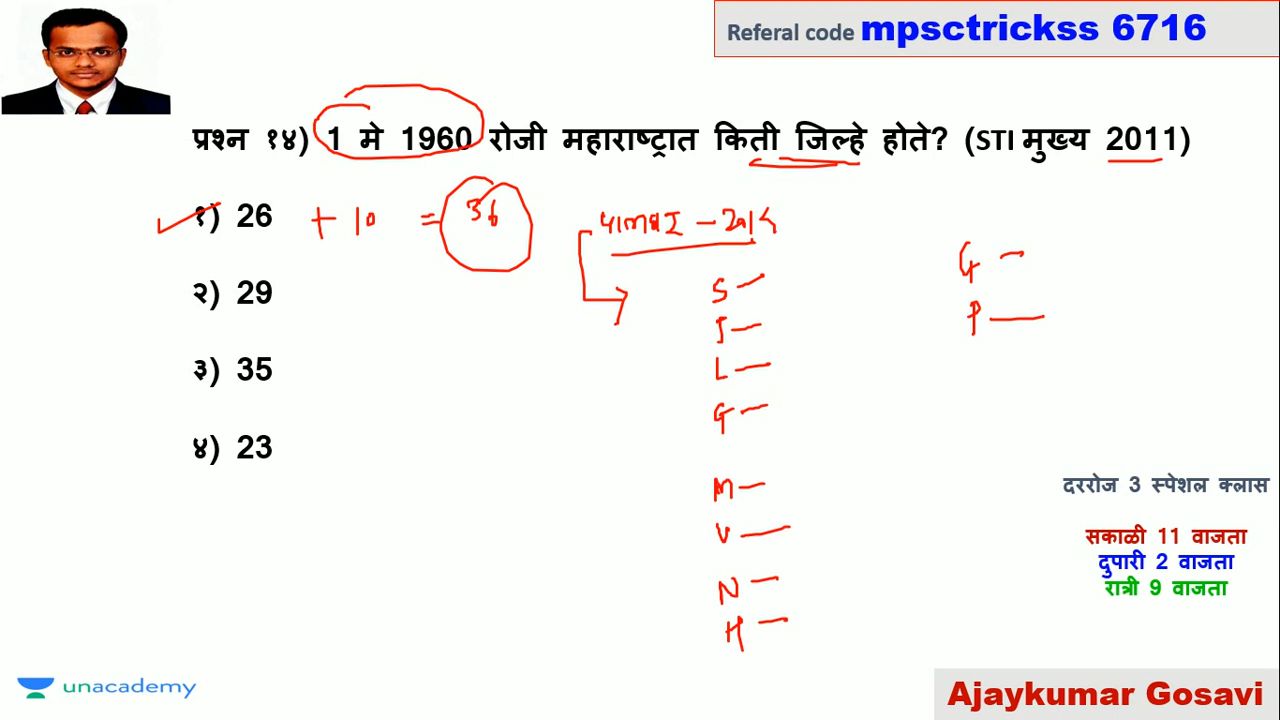 Referal code mpsctrickss 6716
प्रश्न १४) 1 मे 1960 रोजी महाराष्ट्रात किती जिल्हे होते? (STI मुख्य 2011)
१) 26 + 10 = 36
२) 29
३) 35
४) 23
S -
J -
L -
G -
M -
V -
N -
H -
G -
P -
दररोज 3 स्पेशल क्लास
सकाळी 11 वाजता
दुपारी 2 वाजता
रात्री 9 वाजता
unacademy
Ajaykumar Gosavi